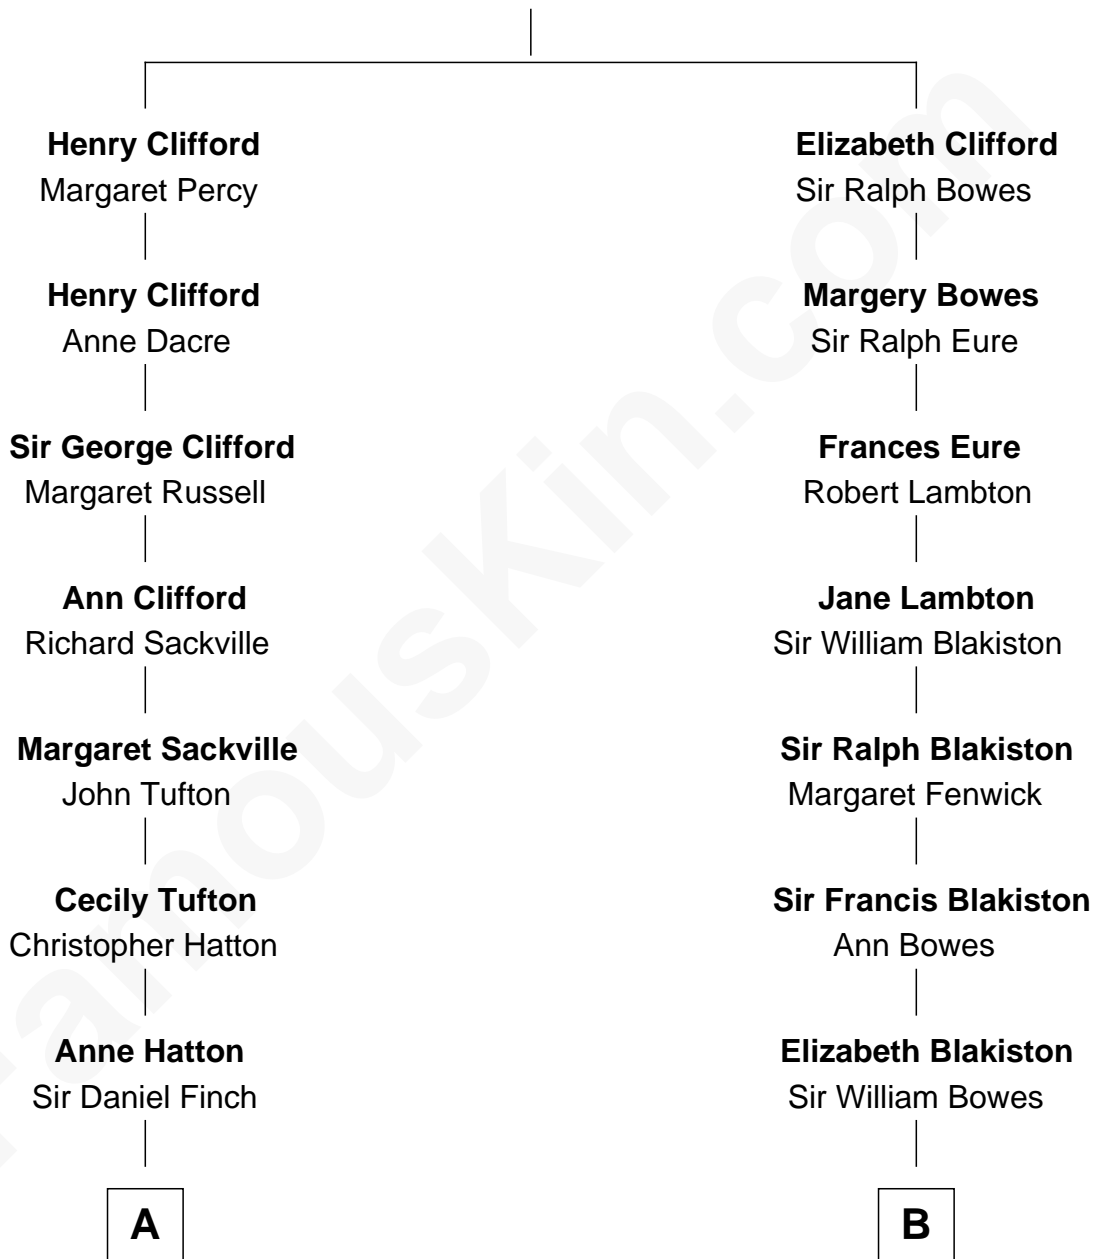 Henry Clifford
Margaret Percy
Henry Clifford
Anne Dacre
Sir George Clifford
Margaret Russell
Ann Clifford
Richard Sackville
Margaret Sackville
John Tufton
Cecily Tufton
Christopher Hatton
Anne Hatton
Sir Daniel Finch
A
Elizabeth Clifford
Sir Ralph Bowes
Margery Bowes
Sir Ralph Eure
Frances Eure
Robert Lambton
Jane Lambton
Sir William Blakiston
Sir Ralph Blakiston
Margaret Fenwick
Sir Francis Blakiston
Ann Bowes
Elizabeth Blakiston
Sir William Bowes
B
FamousKin.com